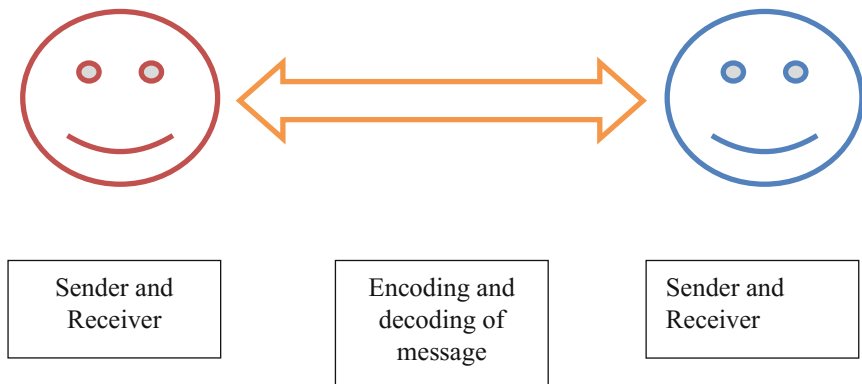 Sender and
Receiver
Encoding and
decoding of
message
Sender and
Receiver